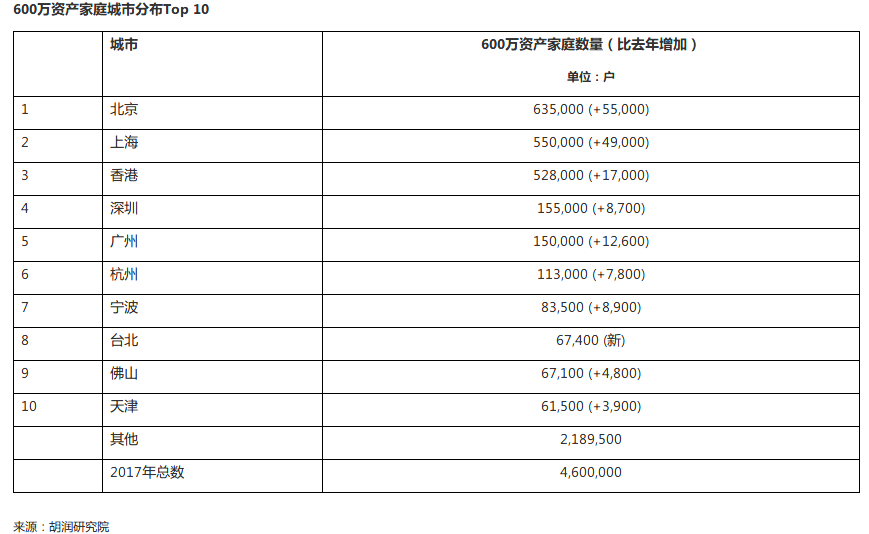 600万资产家庭城市分布Top 10
城市 600万资产家庭数量（比去年增加）
单位：户
1 北京 635,000 (+55,000)
2 上海 550,000 (+49,000)
3 香港 528,000 (+17,000)
4 深圳 155,000 (+8,700)
5 广州 150,000 (+12,600)
6 杭州 113,000 (+7,800)
7 宁波 83,500 (+8,900)
8 台北 67,400 (新)
9 佛山 67,100 (+4,800)
10 天津 61,500 (+3,900)
其他 2,189,500
2017年总数 4,600,000
来源：胡润研究院